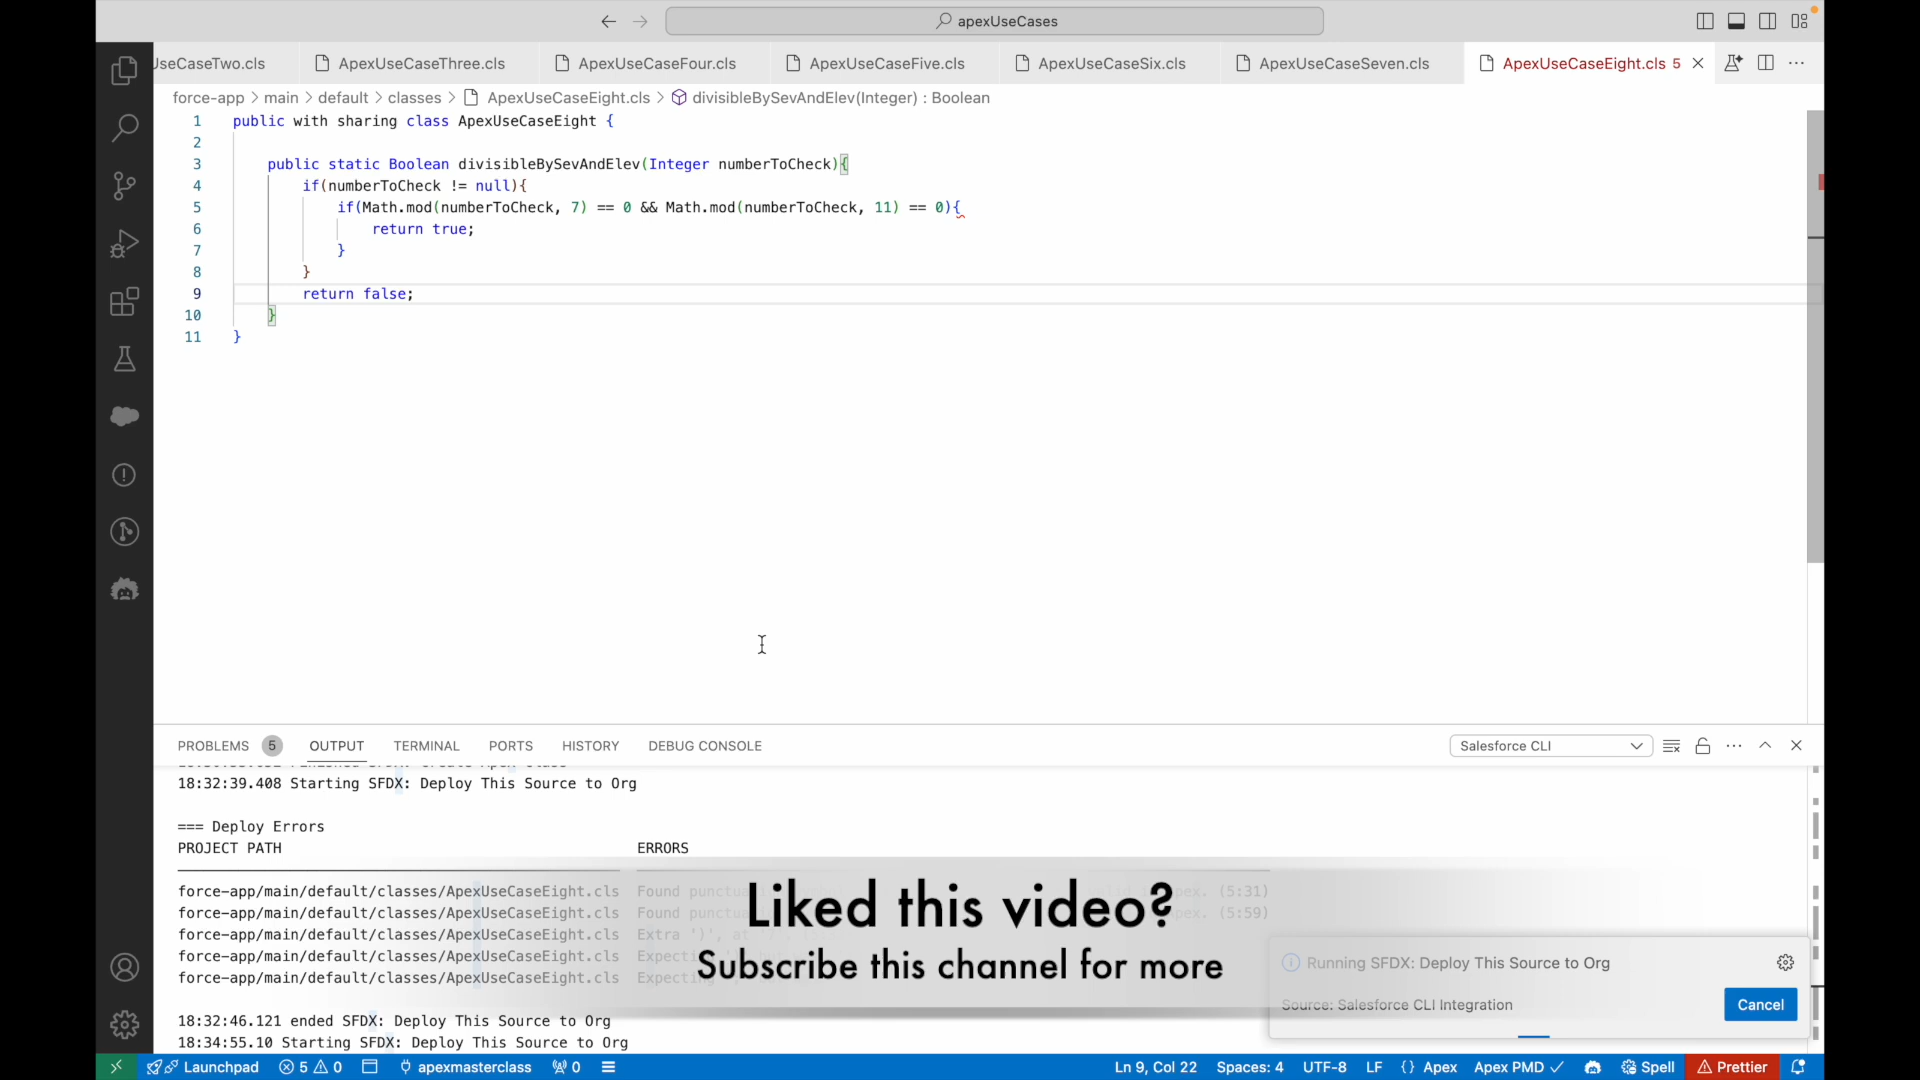 apexUseCases
UseCaseTwo.cls
ApexUseCaseThree.cls
ApexUseCaseFour.cls
ApexUseCaseFive.cls
ApexUseCaseSix.cls
ApexUseCaseSeven.cls
ApexUseCaseEight.cls 5
force-app > main > default > classes > ApexUseCaseEight.cls > divisibleBySevAndElev(Integer) : Boolean
1 public with sharing class ApexUseCaseEight {
2
3 public static Boolean divisibleBySevAndElev(Integer numberToCheck){
4 if(numberToCheck != null){
5 if(Math.mod(numberToCheck, 7) == 0 && Math.mod(numberToCheck, 11) == 0){
6 return true;
7 }
8 }
9 return false;
10 }
11 }
PROBLEMS 5 OUTPUT TERMINAL PORTS HISTORY DEBUG CONSOLE
Salesforce CLI
18:32:39.408 Starting SFDX: Deploy This Source to Org
=== Deploy Errors
PROJECT PATH ERRORS
force-app/main/default/classes/ApexUseCaseEight.cls Found (5:31)
force-app/main/default/classes/ApexUseCaseEight.cls Found (5:59)
force-app/main/default/classes/ApexUseCaseEight.cls Extra ')',
force-app/main/default/classes/ApexUseCaseEight.cls
force-app/main/default/classes/ApexUseCaseEight.cls
18:32:46.121 ended SFDX: Deploy This Source to Org
18:34:55.10 Starting SFDX: Deploy This Source to Org
Liked this video?
Subscribe this channel for more
Running SFDX: Deploy This Source to Org
Source: Salesforce CLI Integration
Cancel
Launchpad 5 0 apexmasterclass 0 Ln 9, Col 22 Spaces: 4 UTF-8 LF {} Apex Apex PMD Spell Prettier